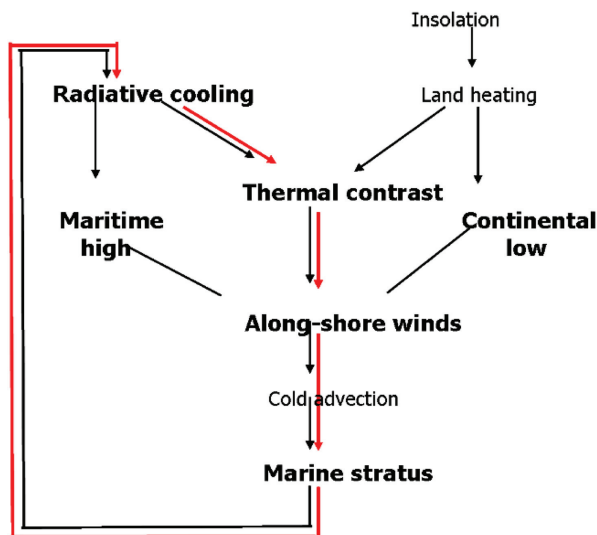 Insolation
Radiative cooling
Land heating
Thermal contrast
Maritime
high
Continental
low
Along-shore winds
Cold advection
Marine stratus